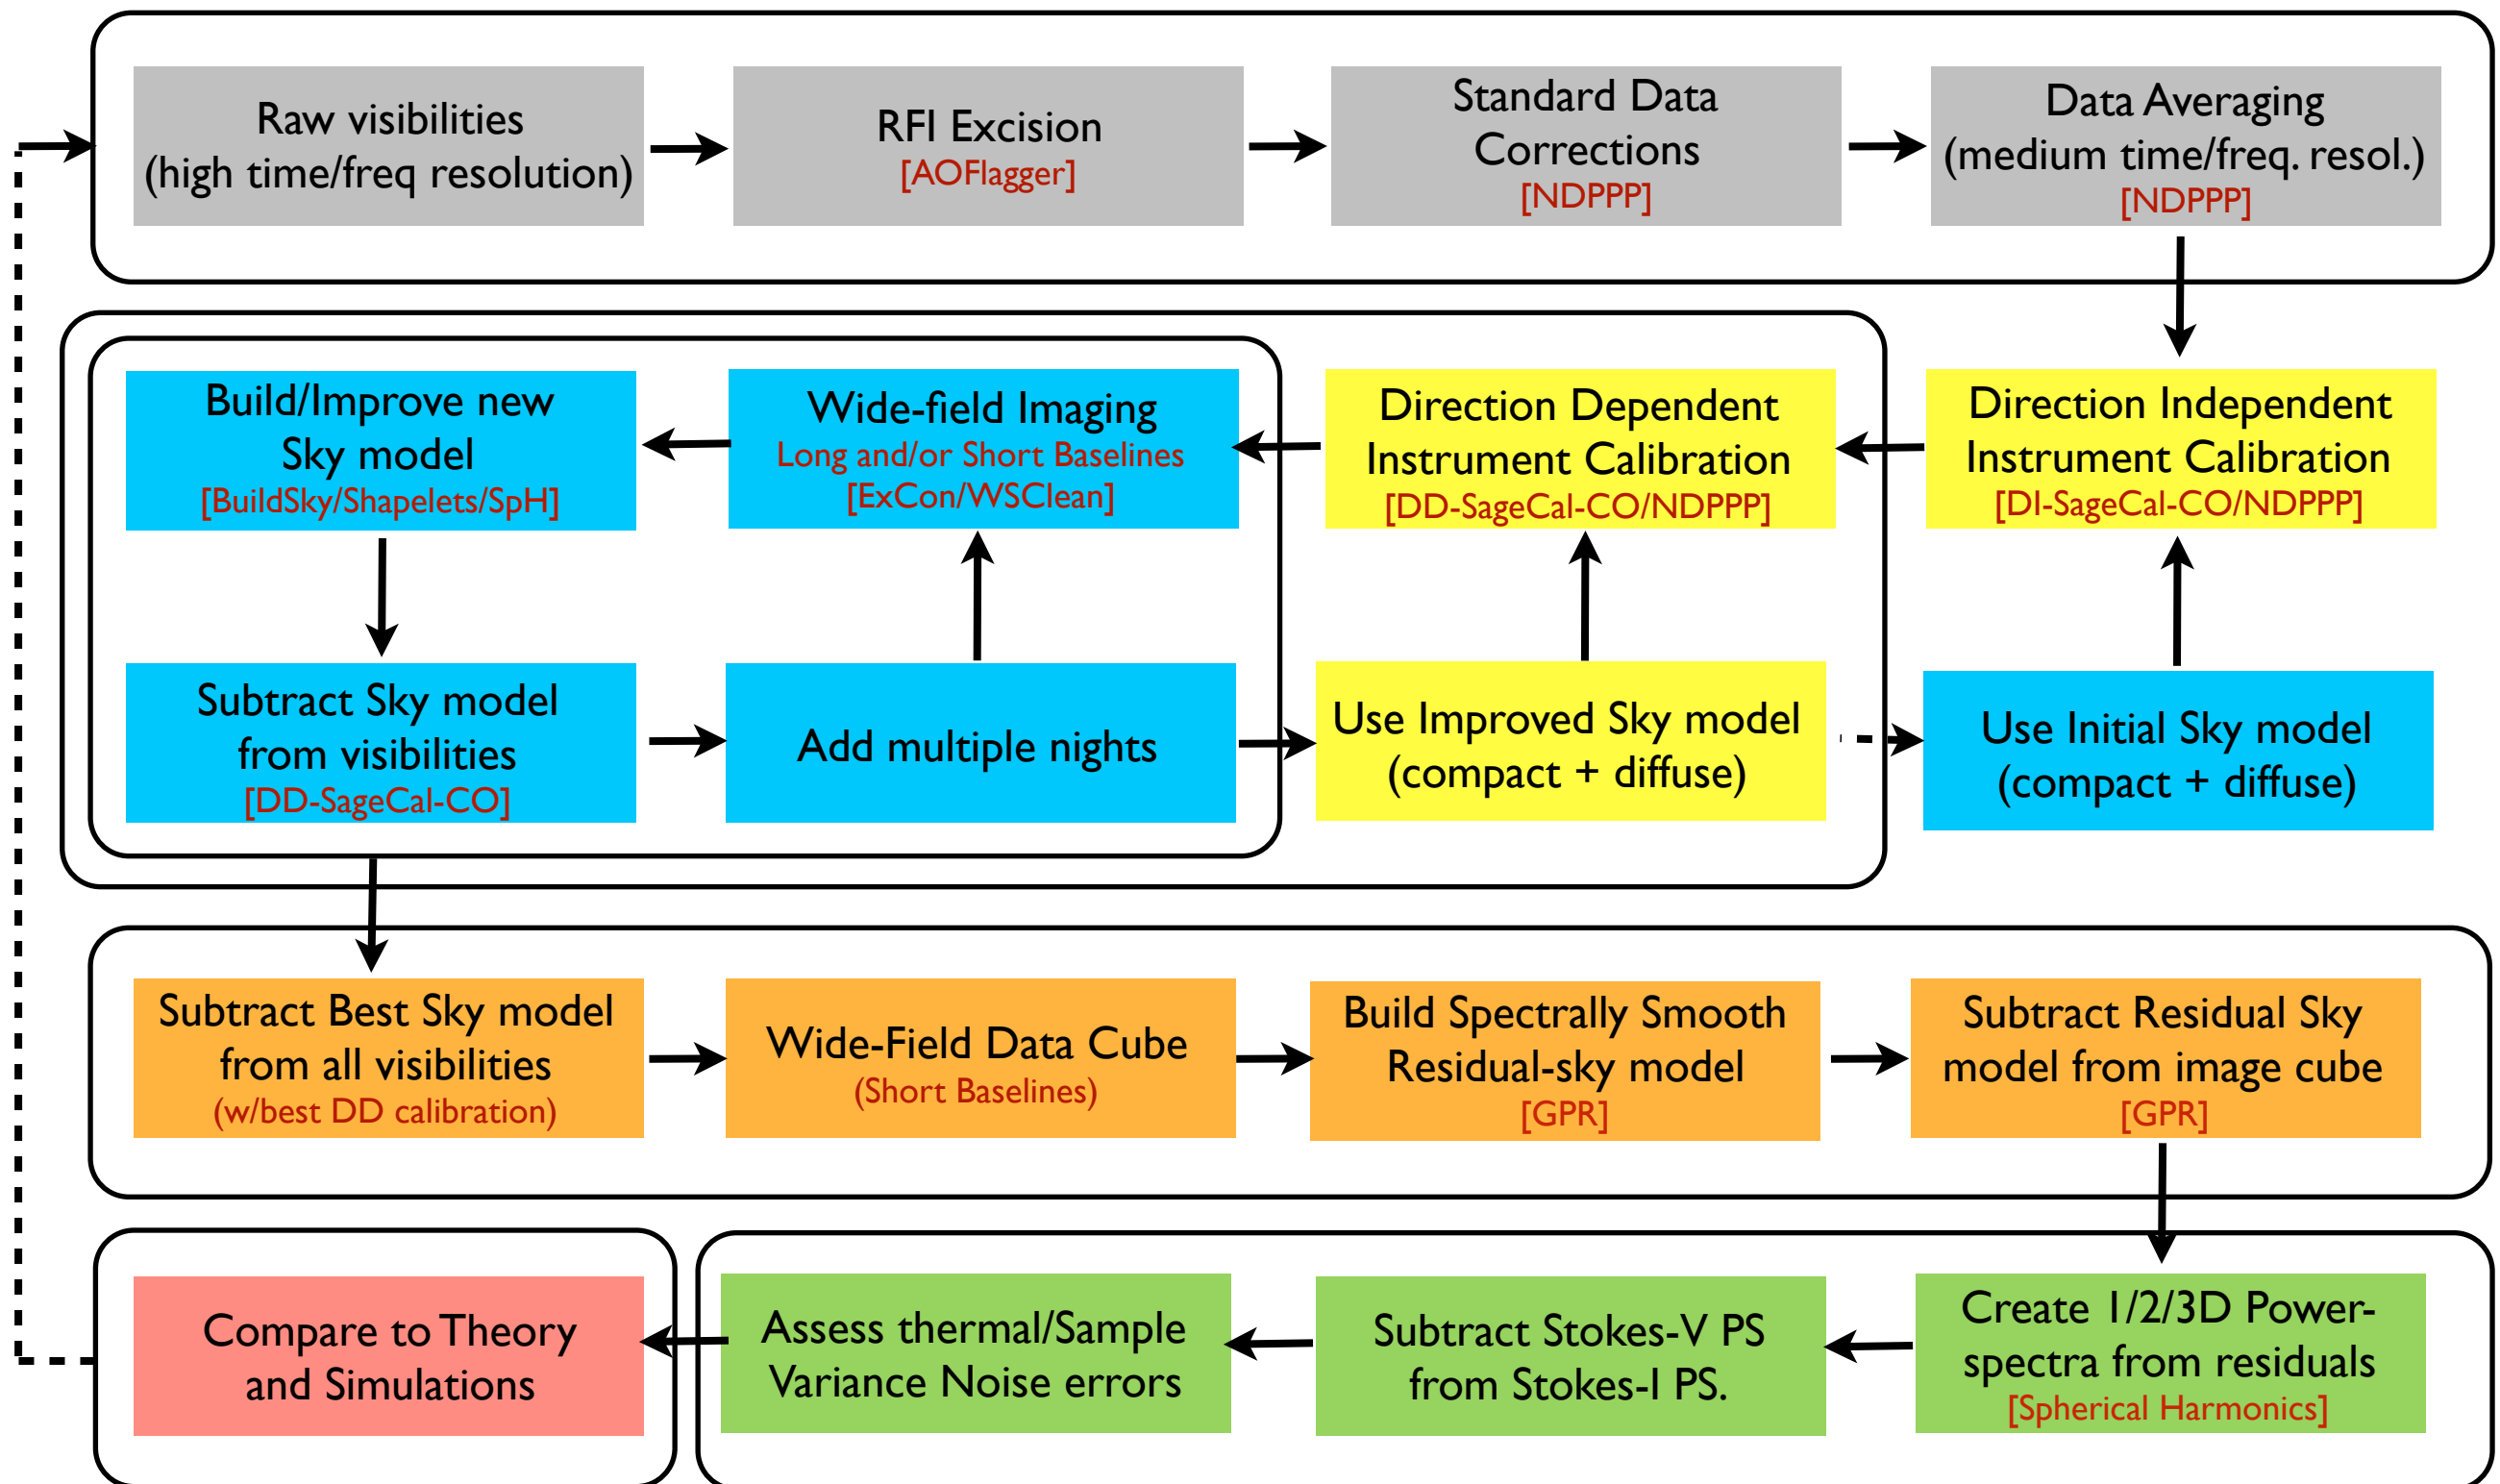 Raw visibilities
(high time/freq resolution)
RFI Excision
[AOFlagger]
Standard Data
Corrections
[NDPPP]
Data Averaging
(medium time/freq. resol.)
[NDPPP]
Build/Improve new
Sky model
[BuildSky/Shapelets/SpH]
Wide-field Imaging
Long and/or Short Baselines
[ExCon/WSClean]
Direction Dependent
Instrument Calibration
[DD-SageCal-CO/NDPPP]
Direction Independent
Instrument Calibration
[DI-SageCal-CO/NDPPP]
Subtract Sky model
from visibilities
[DD-SageCal-CO]
Add multiple nights
Use Improved Sky model
(compact + diffuse)
Use Initial Sky model
(compact + diffuse)
Subtract Best Sky model
from all visibilities
(w/best DD calibration)
Wide-Field Data Cube
(Short Baselines)
Build Spectrally Smooth
Residual-sky model
[GPR]
Subtract Residual Sky
model from image cube
[GPR]
Compare to Theory
and Simulations
Assess thermal/Sample
Variance Noise errors
Subtract Stokes-V PS
from Stokes-I PS.
Create 1/2/3D Power-
spectra from residuals
[Spherical Harmonics]